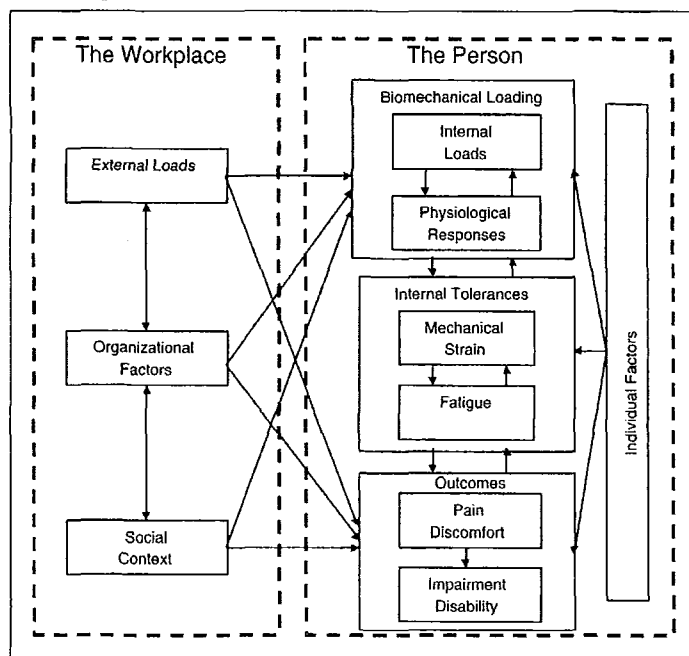 The Workplace
External Loads
Organizational
Factors
Social
Context
The Person
Biomechanical Loading
Internal
Loads
Physiological
Responses
Internal Tolerances
Mechanical
Strain
Fatigue
Outcomes
Pain
Discomfort
Impairment
Disability
Individual Factors